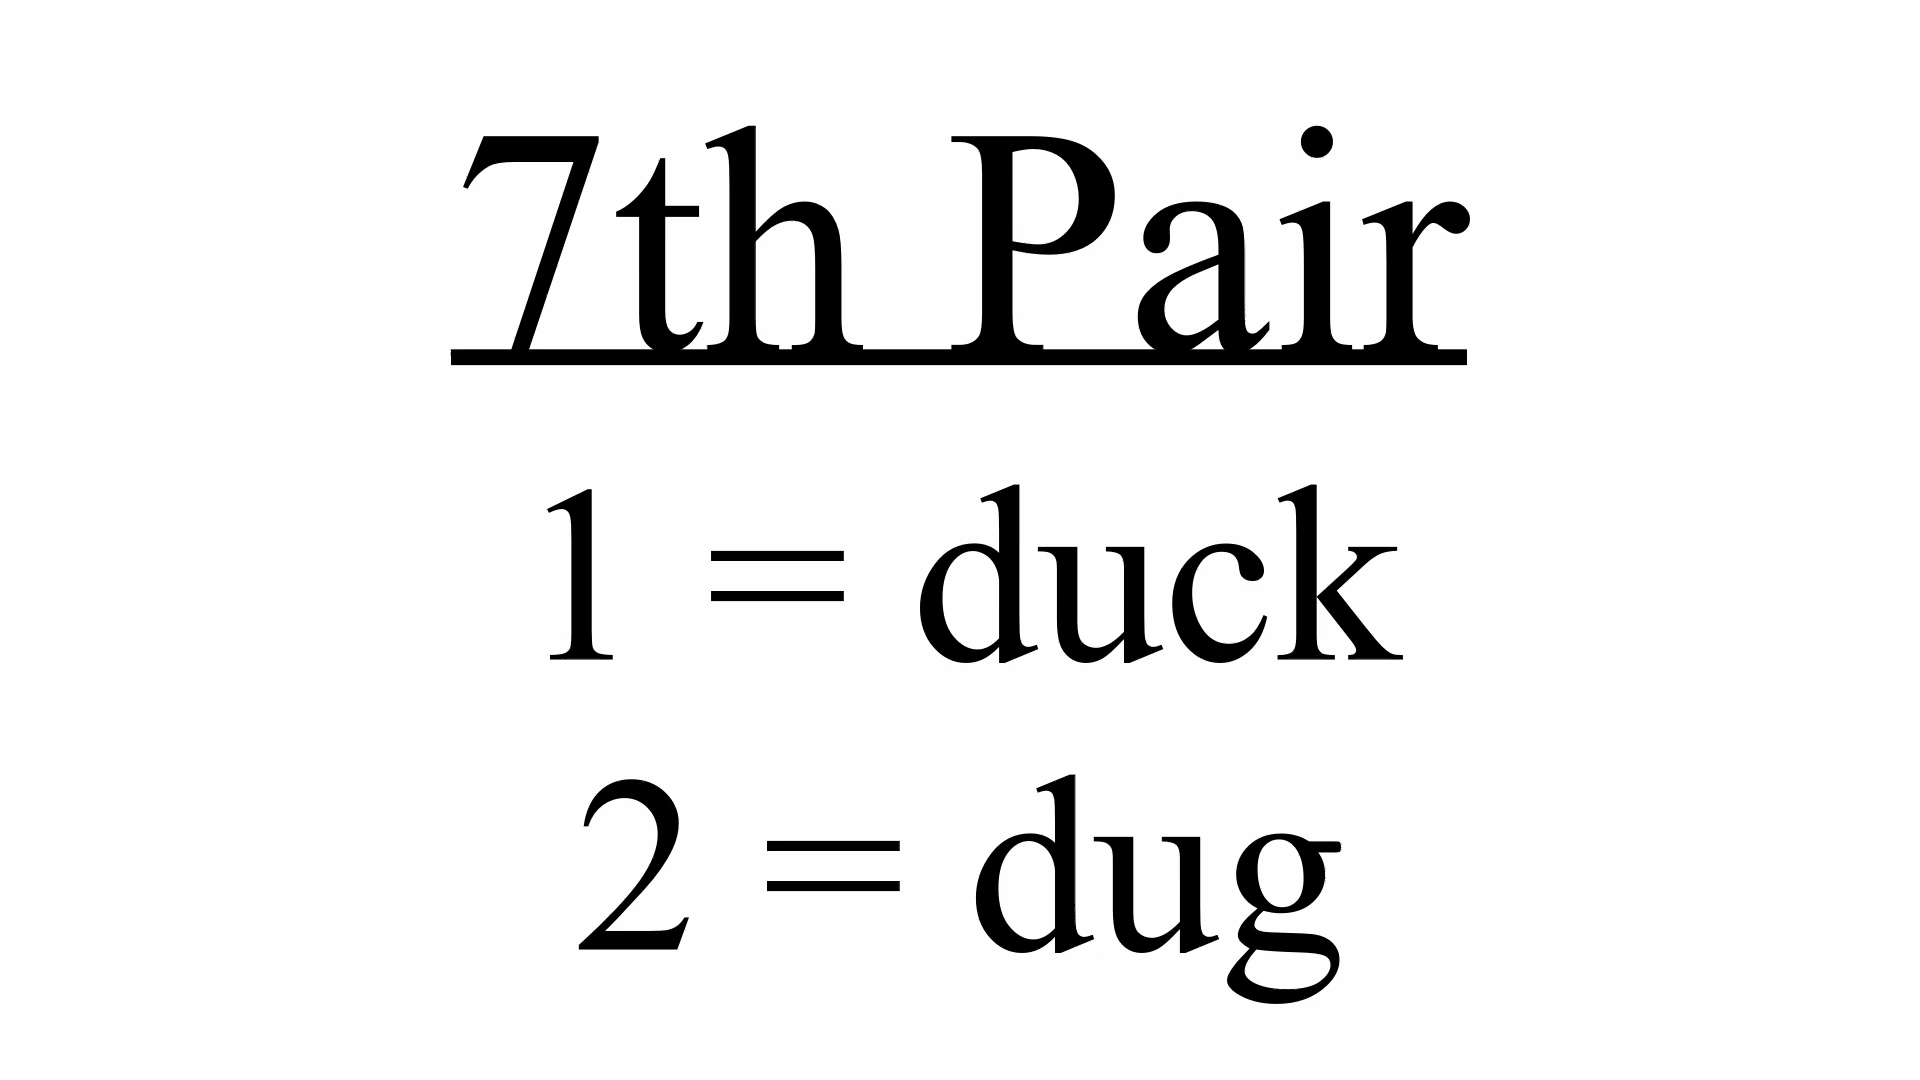 7th Pair
1 = duck
2 = dug